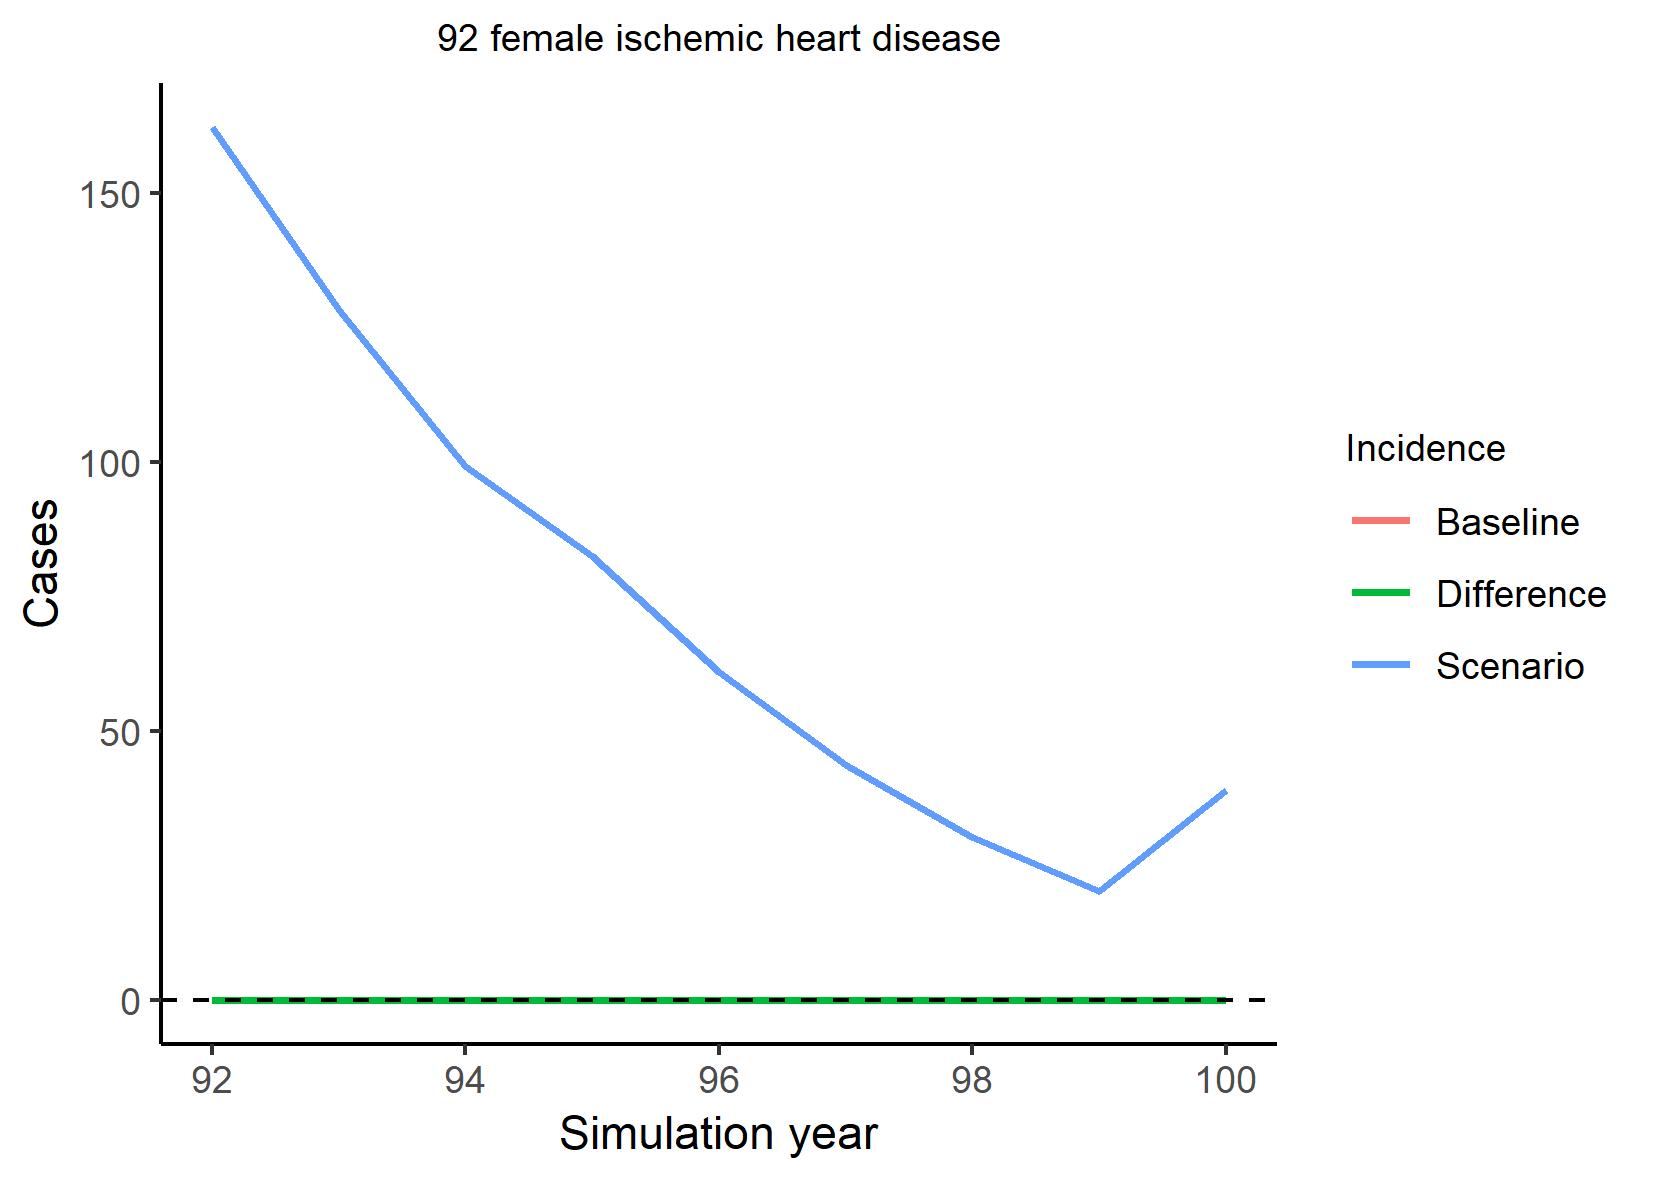 92 female ischemic heart disease
Cases
150
100
50
0
92 94 96 98 100
Simulation year
Incidence
Baseline
Difference
Scenario